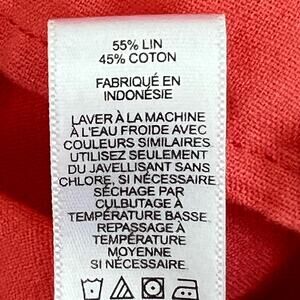 55% LIN
45% COTON
FABRIQUÉ EN
INDONÉSIE
LAVER À LA MACHINE
À L'EAU FROIDE AVEC
COULEURS SIMILAIRES
UTILISEZ SEULEMENT
DU JAVELLISANT SANS
CHLORE, SI NÉCESSAIRE
SÉCHAGE PAR
CULBUTAGE À
TEMPÉRATURE BASSE
REPASSAGE À
TEMPÉRATURE
MOYENNE
SI NÉCESSAIRE